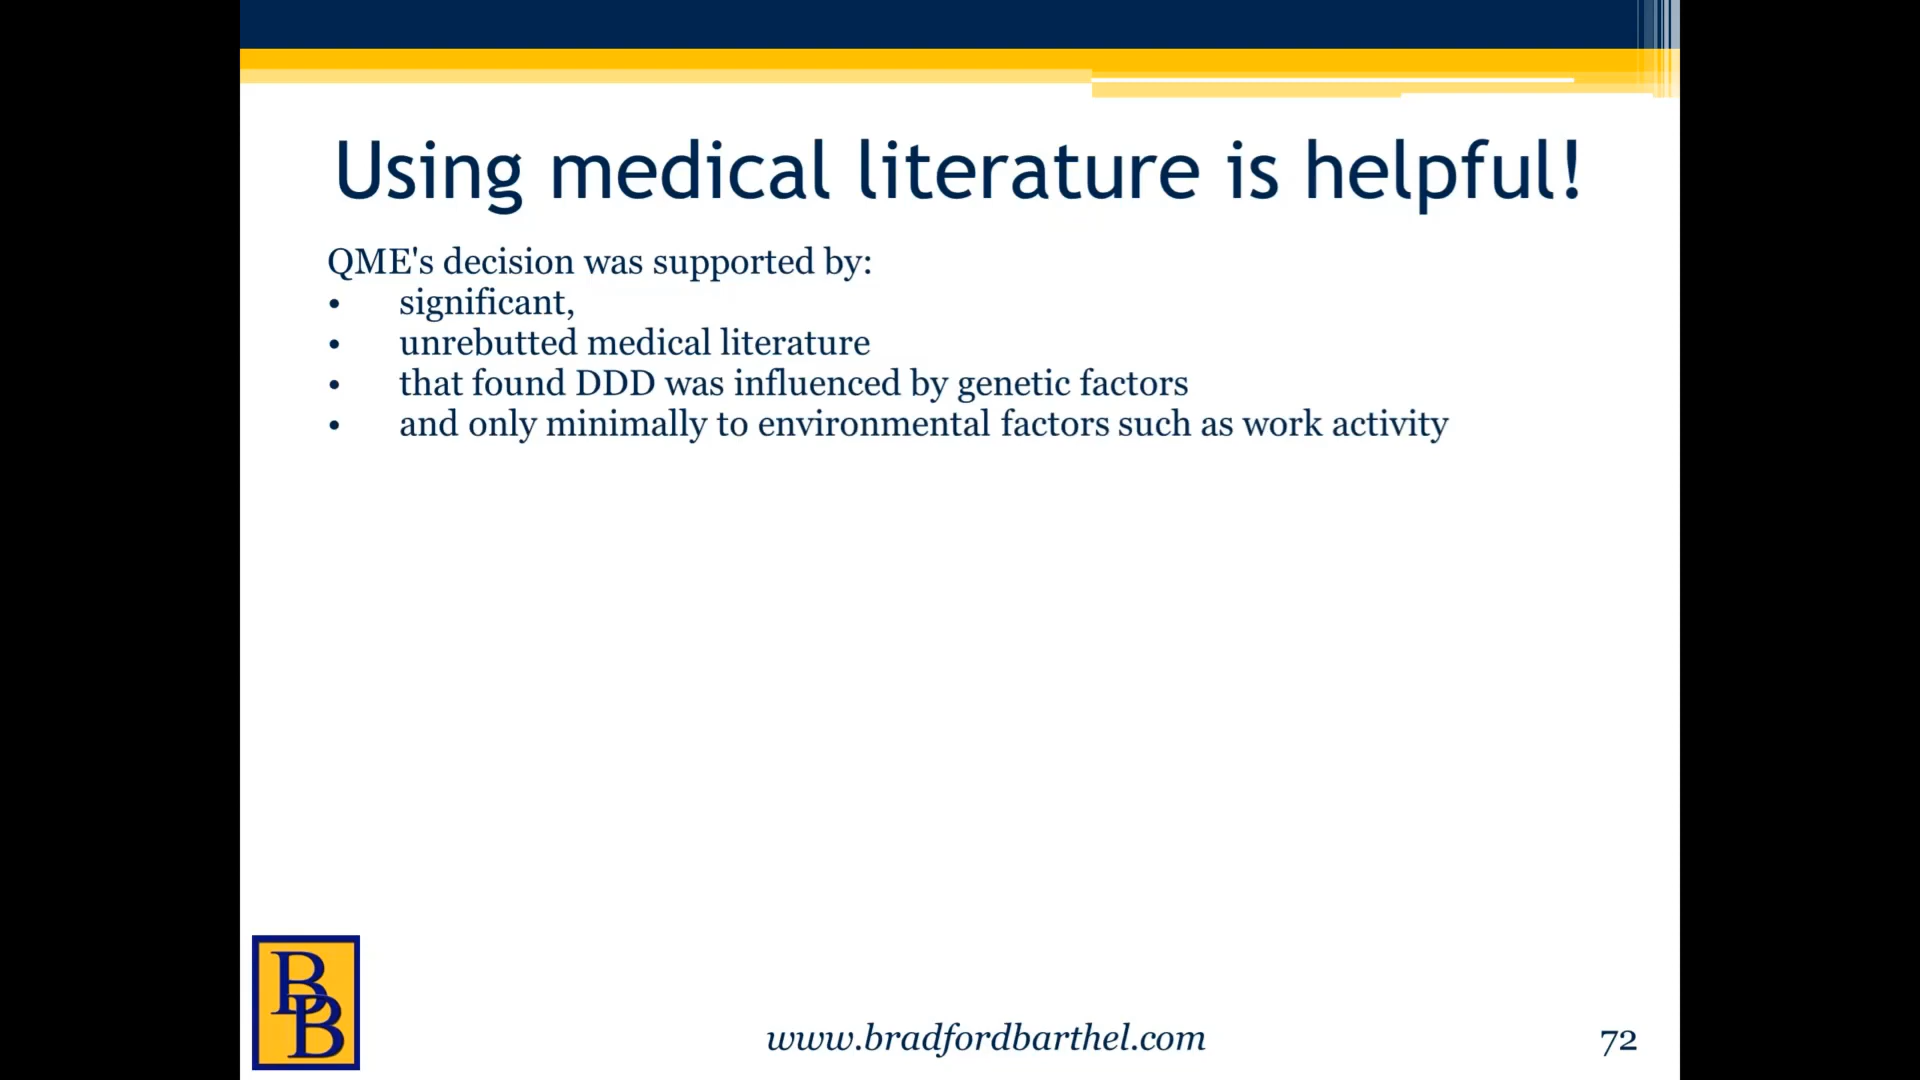 Using medical literature is helpful!
QME's decision was supported by:
• significant,
• unrebutted medical literature
• that found DDD was influenced by genetic factors
• and only minimally to environmental factors such as work activity
BB
www.bradfordbarthel.com
72